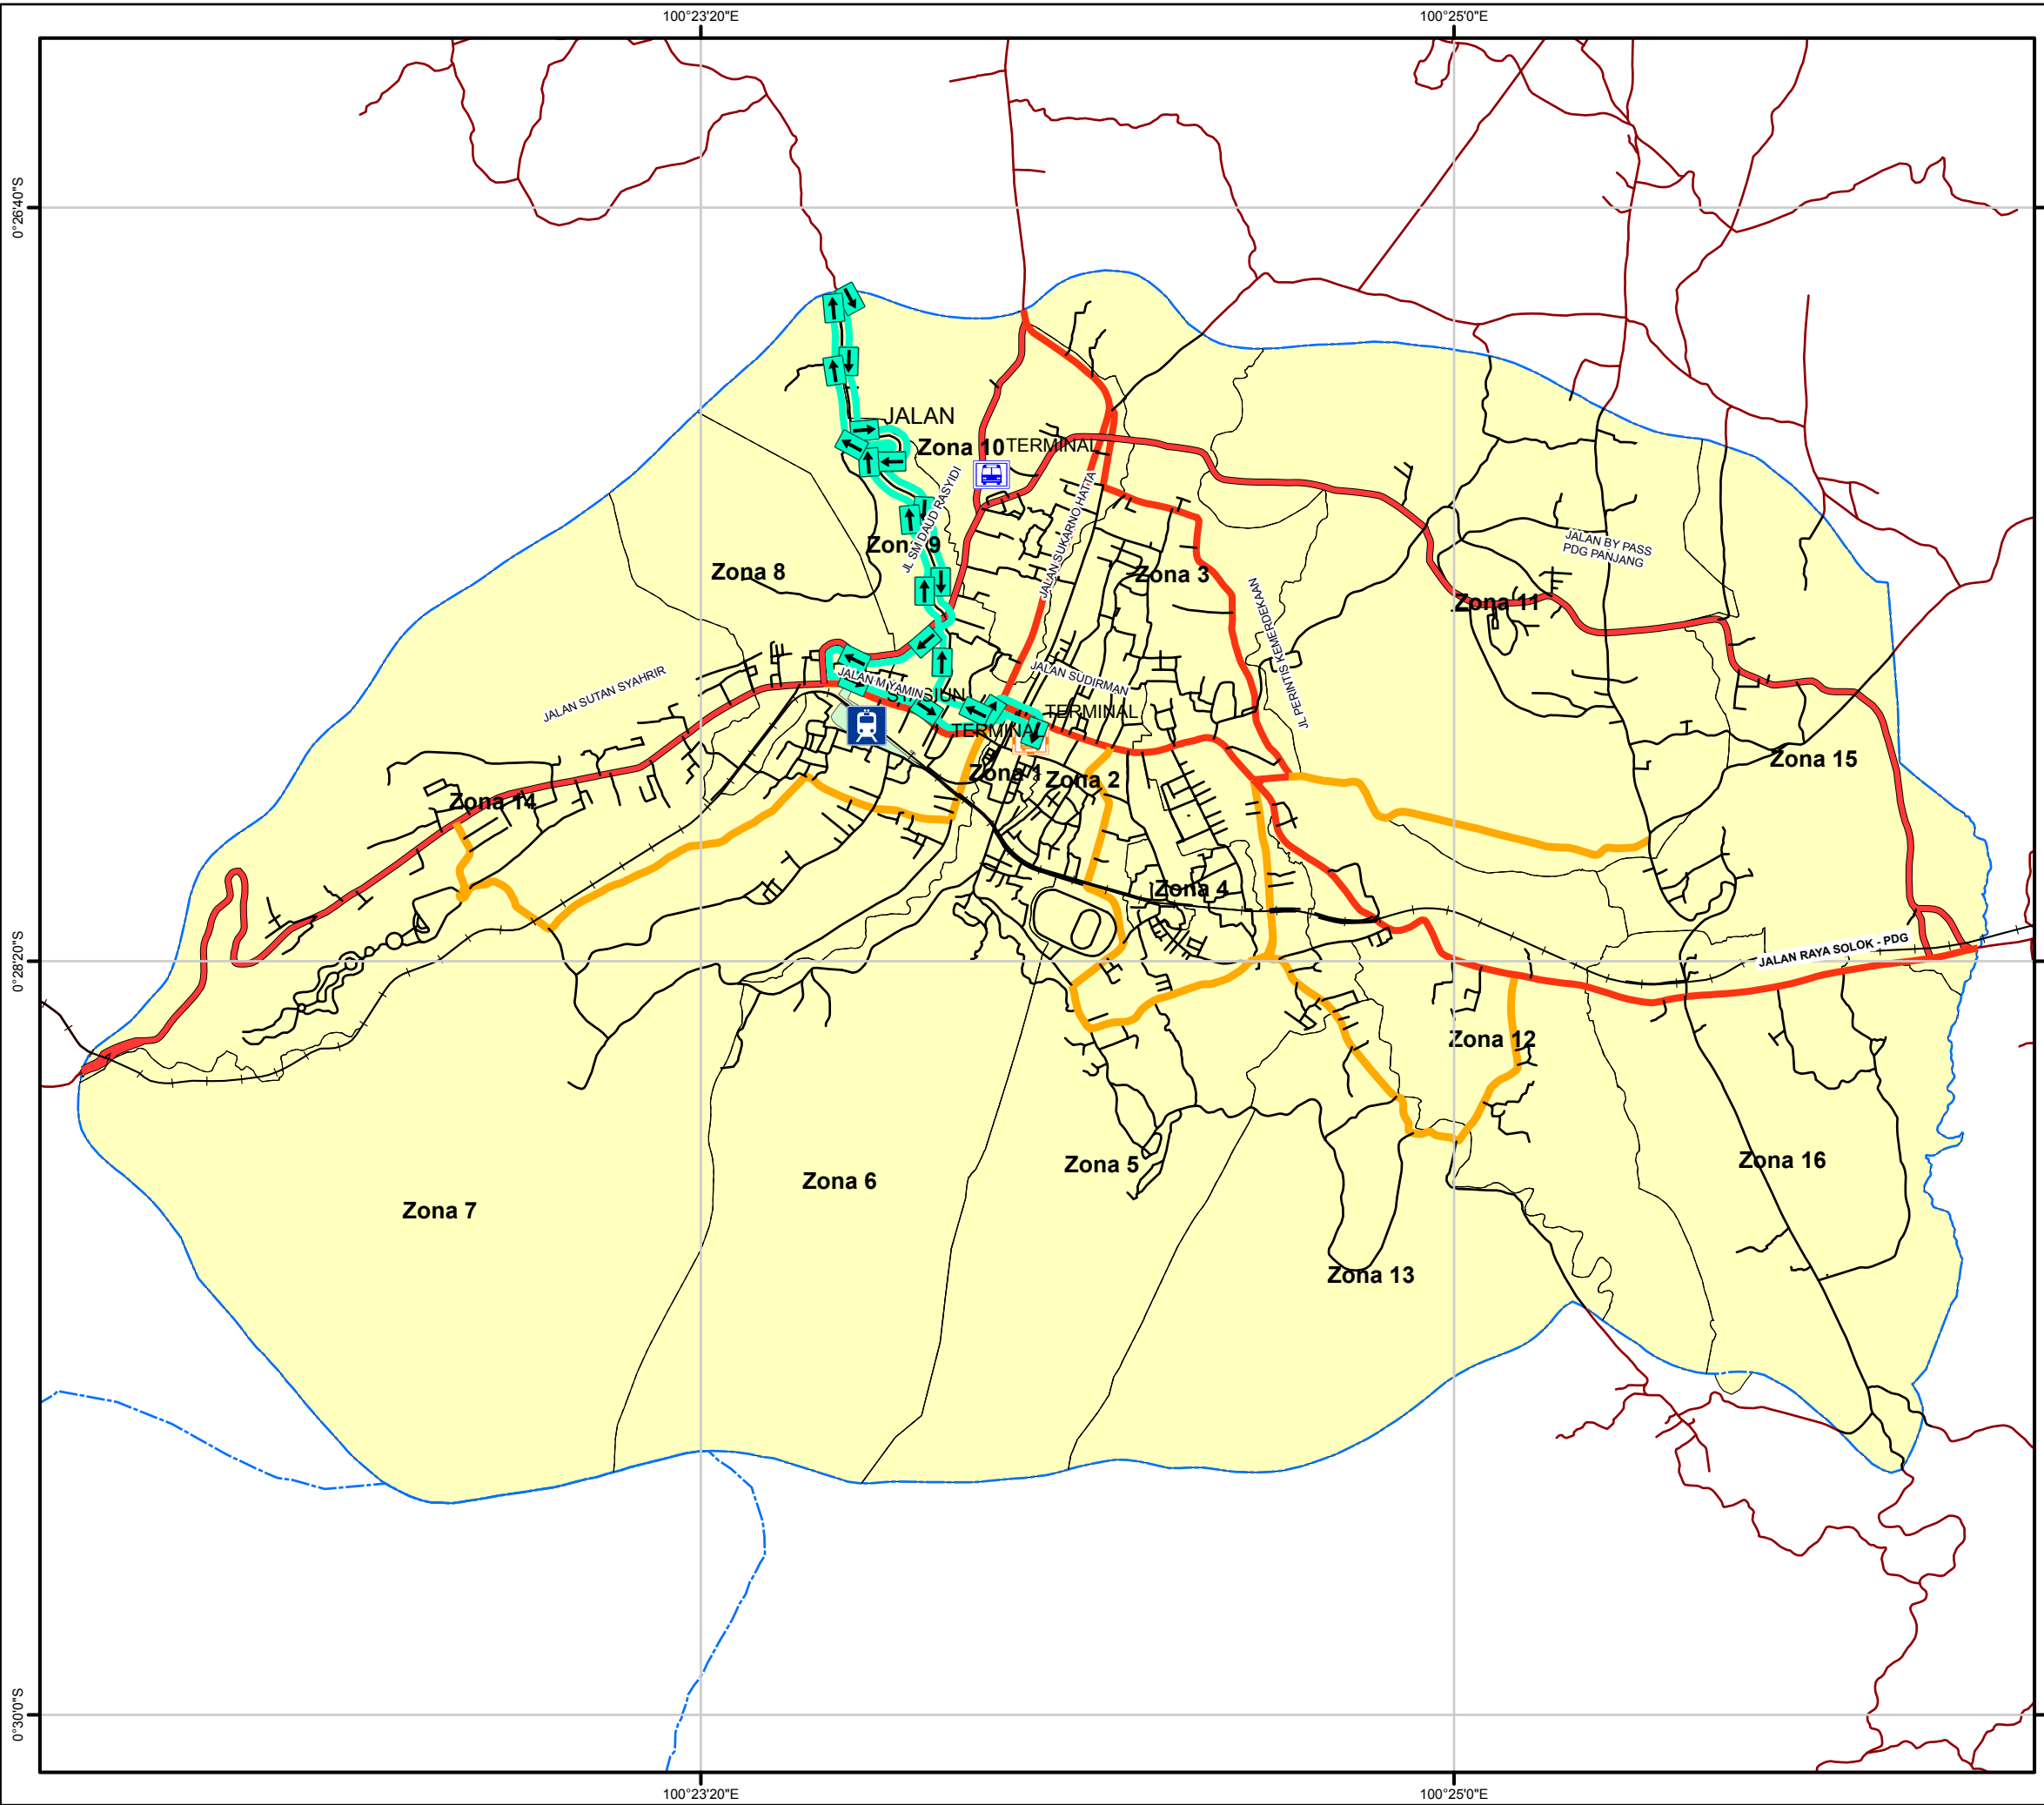 100°23'20"E
100°25'0"E
0°26'40"S
JALAN
Zona 10
TERMINAL
JL SM DAUD RASYIDI
JALAN SUKARNO HATTA
Zona 9
Zona 8
Zona 3
JALAN BY PASS
PDG PANJANG
Zona 11
JL PERRINTIS KEMERDEKAAN
JALAN SUTAN SYAHRIR
JALAN M YAMIN
STASIUN
JALAN SUDIRMAN
TERMINAL
TERMINAL
Zona 1
Zona 2
Zona 15
Zona 14
Zona 4
JALAN RAYA SOLOK - PDG
0°28'20"S
Zona 12
Zona 5
Zona 16
Zona 6
Zona 7
Zona 13
0°30'0"S
100°23'20"E
100°25'0"E